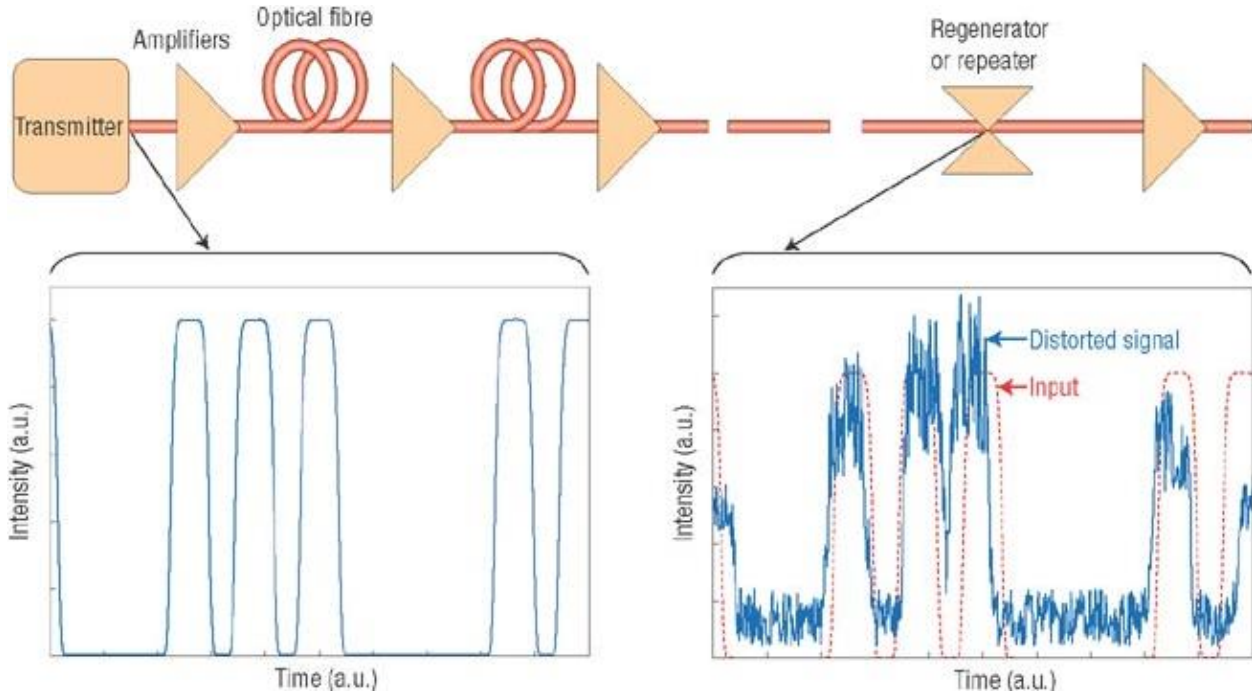 Optical fibre
Amplifiers
Regenerator
or repeater
Transmitter
Distorted signal
Input
Intensity (a.u.)
Intensity (a.u.)
Time (a.u.)
Time (a.u.)